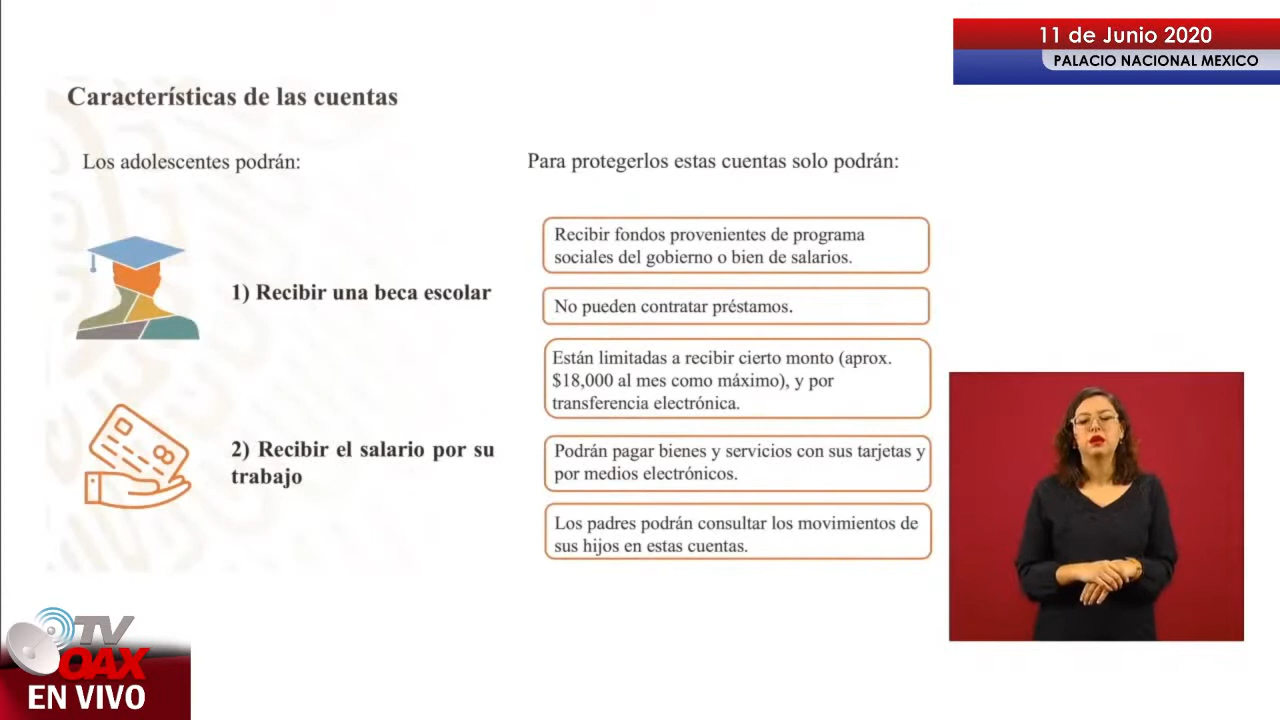 11 de Junio 2020
PALACIO NACIONAL MEXICO
Características de las cuentas
Los adolescentes podrán:
1) Recibir una beca escolar
2) Recibir el salario por su
trabajo
Para protegerlos estas cuentas solo podrán:
Recibir fondos provenientes de programa
sociales del gobierno o bien de salarios.
No pueden contratar préstamos.
Están limitadas a recibir cierto monto (aprox.
$18,000 al mes como máximo), y por
transferencia electrónica.
Podrán pagar bienes y servicios con sus tarjetas y
por medios electrónicos.
Los padres podrán consultar los movimientos de
sus hijos en estas cuentas.
TV
OAX
EN VIVO